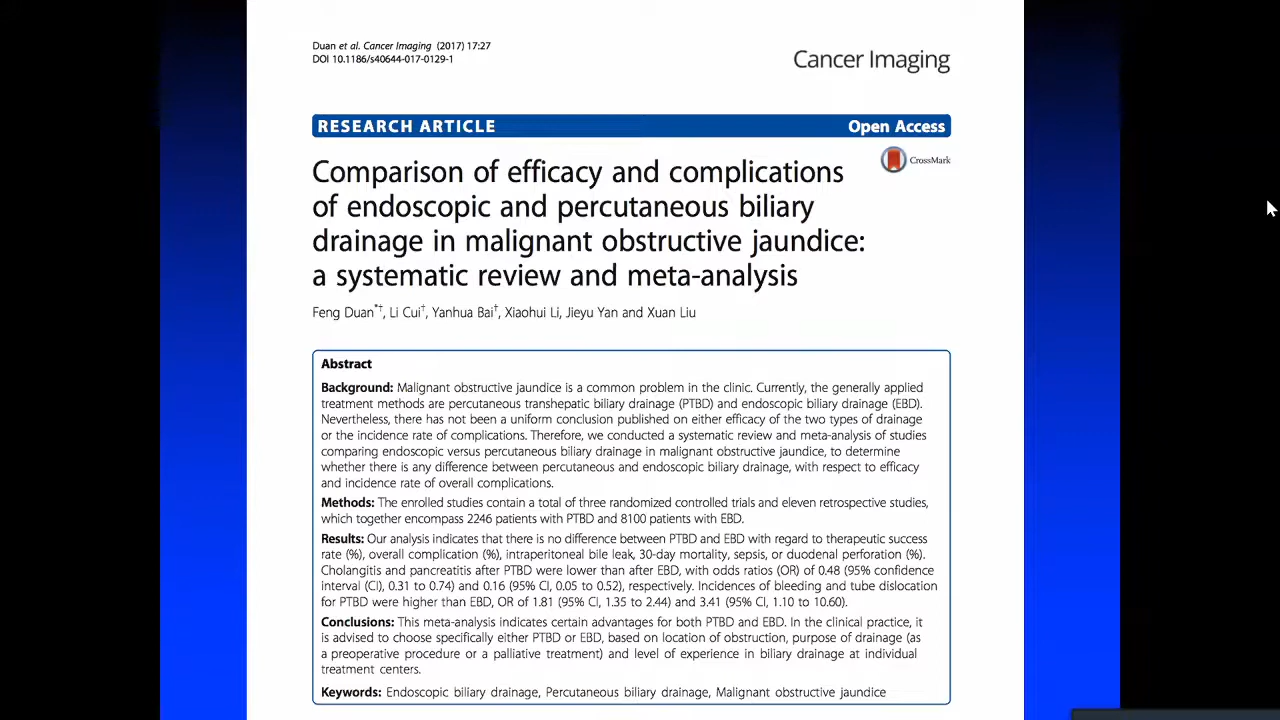 Duan et al. Cancer Imaging (2017) 17:27
DOI 10.1186/s40644-017-0129-1
Cancer Imaging
RESEARCH ARTICLE
Open Access
CrossMark
Comparison of efficacy and complications
of endoscopic and percutaneous biliary
drainage in malignant obstructive jaundice:
a systematic review and meta-analysis
Feng Duan*†, Li Cui†, Yanhua Bai†, Xiaohui Li, Jieyu Yan and Xuan Liu
Abstract
Background: Malignant obstructive jaundice is a common problem in the clinic. Currently, the generally applied
treatment methods are percutaneous transhepatic biliary drainage (PTBD) and endoscopic biliary drainage (EBD).
Nevertheless, there has not been a uniform conclusion published on either efficacy of the two types of drainage
or the incidence rate of complications. Therefore, we conducted a systematic review and meta-analysis of studies
comparing endoscopic versus percutaneous biliary drainage in malignant obstructive jaundice, to determine
whether there is any difference between percutaneous and endoscopic biliary drainage, with respect to efficacy
and incidence rate of overall complications.
Methods: The enrolled studies contain a total of three randomized controlled trials and eleven retrospective studies,
which together encompass 2246 patients with PTBD and 8100 patients with EBD.
Results: Our analysis indicates that there is no difference between PTBD and EBD with regard to therapeutic success
rate (%), overall complication (%), intraperitoneal bile leak, 30-day mortality, sepsis, or duodenal perforation (%).
Cholangitis and pancreatitis after PTBD were lower than after EBD, with odds ratios (OR) of 0.48 (95% confidence
interval (CI), 0.31 to 0.74) and 0.16 (95% CI, 0.05 to 0.52), respectively. Incidences of bleeding and tube dislocation
for PTBD were higher than EBD, OR of 1.81 (95% CI, 1.35 to 2.44) and 3.41 (95% CI, 1.10 to 10.60).
Conclusions: This meta-analysis indicates certain advantages for both PTBD and EBD. In the clinical practice, it
is advised to choose specifically either PTBD or EBD, based on location of obstruction, purpose of drainage (as
a preoperative procedure or a palliative treatment) and level of experience in biliary drainage at individual
treatment centers.
Keywords: Endoscopic biliary drainage, Percutaneous biliary drainage, Malignant obstructive jaundice